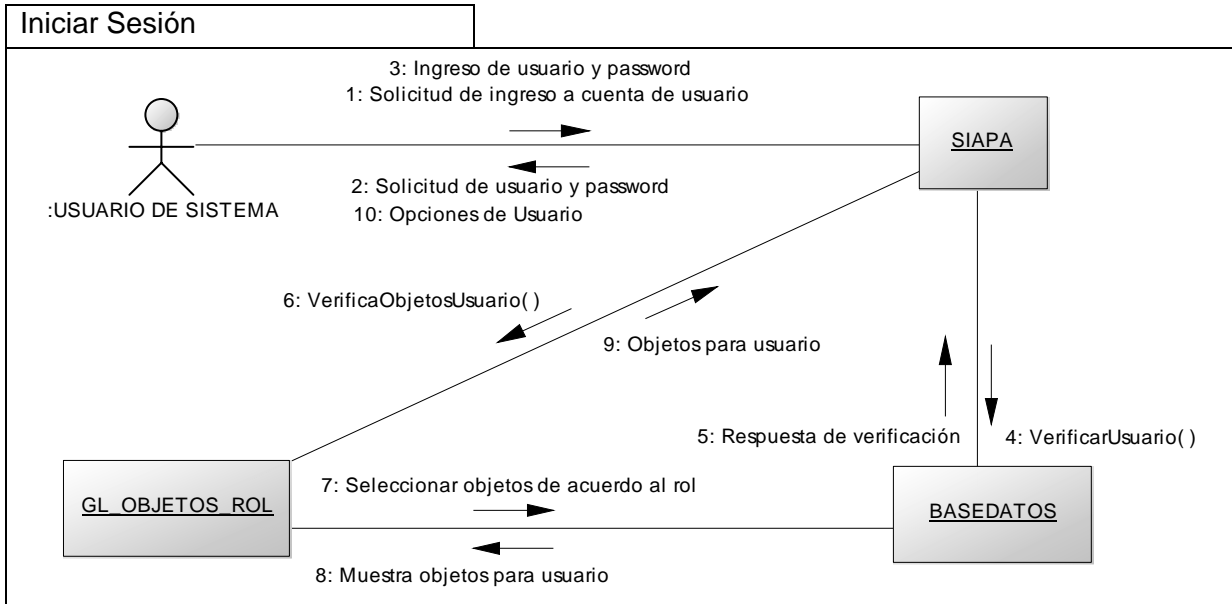 Iniciar Sesión
3: Ingreso de usuario y password
1: Solicitud de ingreso a cuenta de usuario
SIAPA
2: Solicitud de usuario y password
:USUARIO DE SISTEMA
10: Opciones de Usuario
6: VerificaObjetosUsuario( )
9: Objetos para usuario
5: Respuesta de verificación
4: VerificarUsuario( )
7: Seleccionar objetos de acuerdo al rol
GL_OBJETOS_ROL
BASEDATOS
8: Muestra objetos para usuario